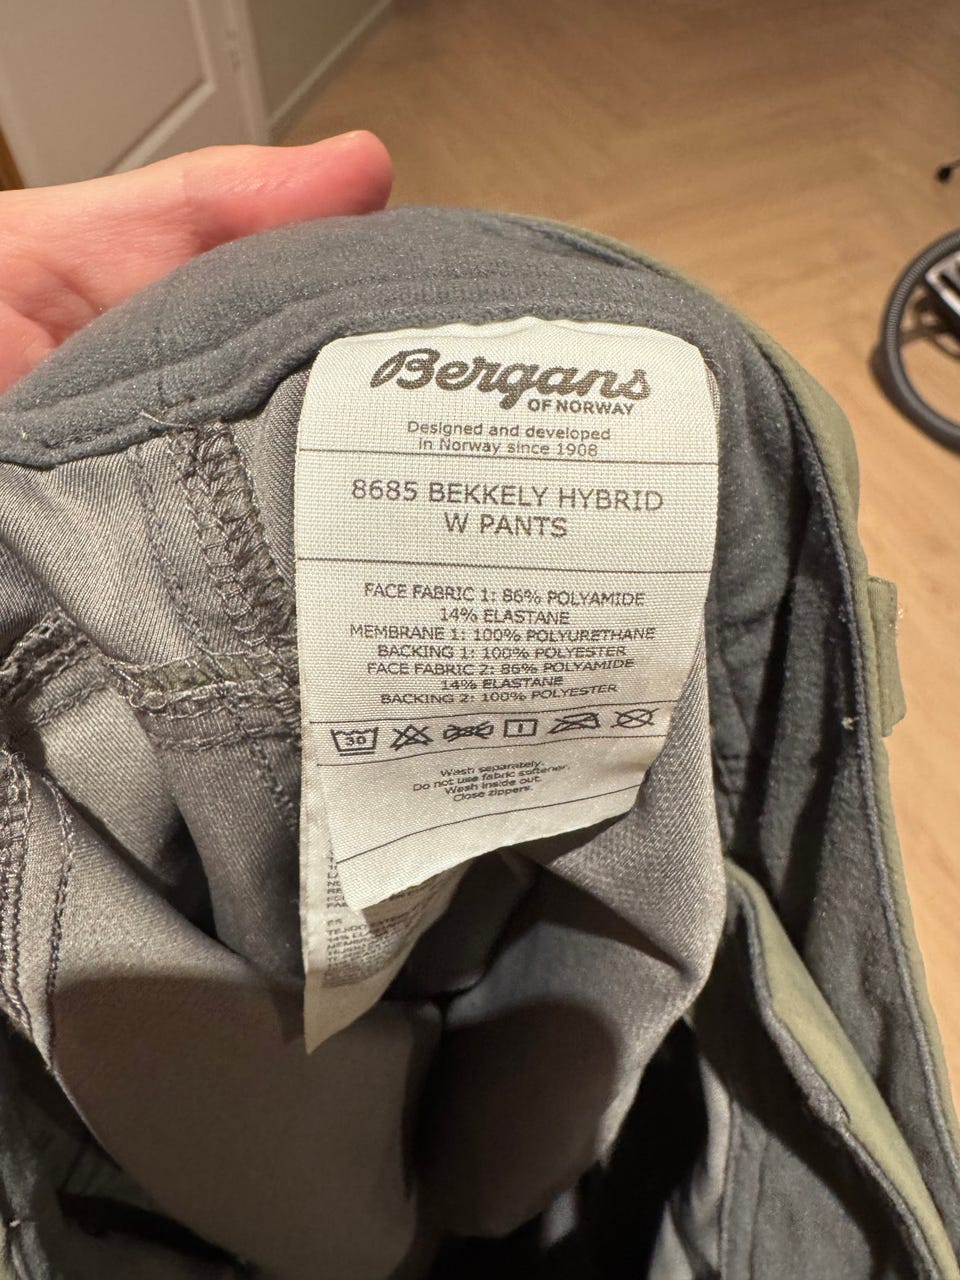 Bergans
OF NORWAY
Designed and developed
in Norway since 1908
8685 BEKKELY HYBRID
W PANTS
FACE FABRIC 1: 86% POLYAMIDE
14% ELASTANE
MEMBRANE 1: 100% POLYURETHANE
BACKING 1: 100% POLYESTER
FACE FABRIC 2: 86% POLYAMIDE
14% ELASTANE
BACKING 2: 100% POLYESTER
30
Wash separately.
Do not use fabric softener.
Wash inside out.
Close zippers.
ES